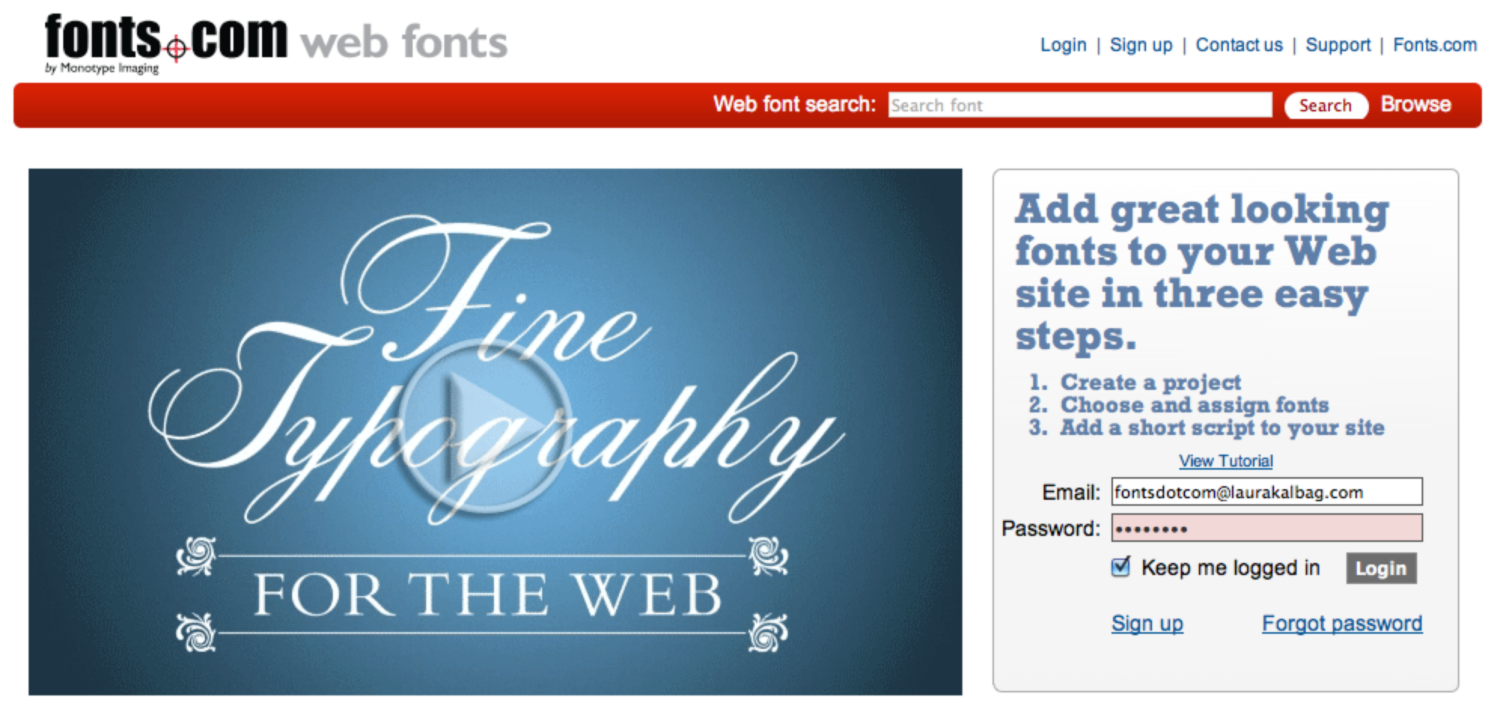 fonts.com web fonts
by Monotype Imaging
Login | Sign up | Contact us | Support | Fonts.com
Web font search: Search font Search Browse
Fine
Typography
FOR THE WEB
Add great looking
fonts to your Web
site in three easy
steps.
1. Create a project
2. Choose and assign fonts
3. Add a short script to your site
View Tutorial
Email: fontsdotcom@laurakalbag.com
Password: ••••••••
Keep me logged in Login
Sign up Forgot password